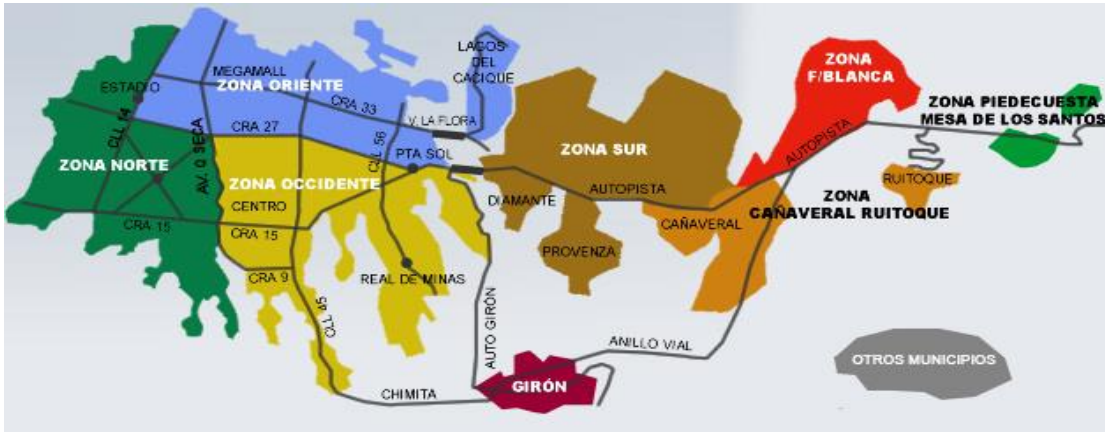 LAGOS
DEL
CACIQUE
MEGAMALL
ESTADIO
ZONA ORIENTE
CRA 33
V. LA FLORA
CLL 14
CRA 27
CLL 56
PTA SOL
ZONA NORTE
AV. Q SECA
ZONA OCCIDENTE
CENTRO
CRA 15
CRA 15
CRA 9
CLL 45
REAL DE MINAS
CHIMITA
AUTO GIRÓN
GIRÓN
ANILLO VIAL
ZONA SUR
DIAMANTE
AUTOPISTA
PROVENZA
CAÑAVERAL
ZONA
F/BLANCA
AUTOPISTA
ZONA PIEDECUESTA
MESA DE LOS SANTOS
RUITOQUE
ZONA
CAÑAVERAL RUITOQUE
OTROS MUNICIPIOS